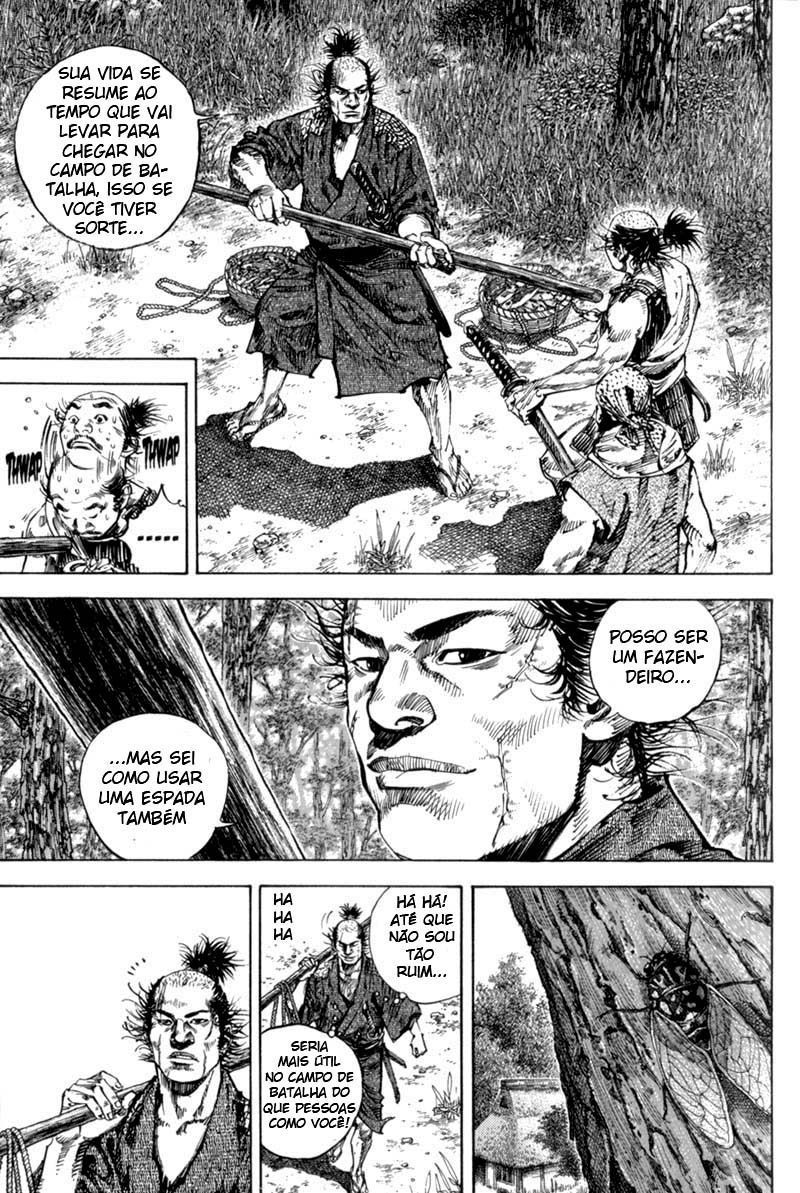 SUA VIDA SE
RESUME AO
TEMPO QUE VAI
LEVAR PARA
CHEGAR NO
CAMPO DE BA-
TALHA, ISSO SE
VOCÊ TIVER
SORTE...
THWAP
THWAP
......
POSSO SER
UM FAZEN-
DEIRO...
...MAS SEI
COMO USAR
UMA ESPADA
TAMBÉM
HÁ HÁ!
ATÉ QUE
NÃO SOU
TÃO
RUIM...
HA
HA
HA
SERIA
MAIS ÚTIL
NO CAMPO DE
BATALHA DO
QUE PESSOAS
COMO VOCÊ!